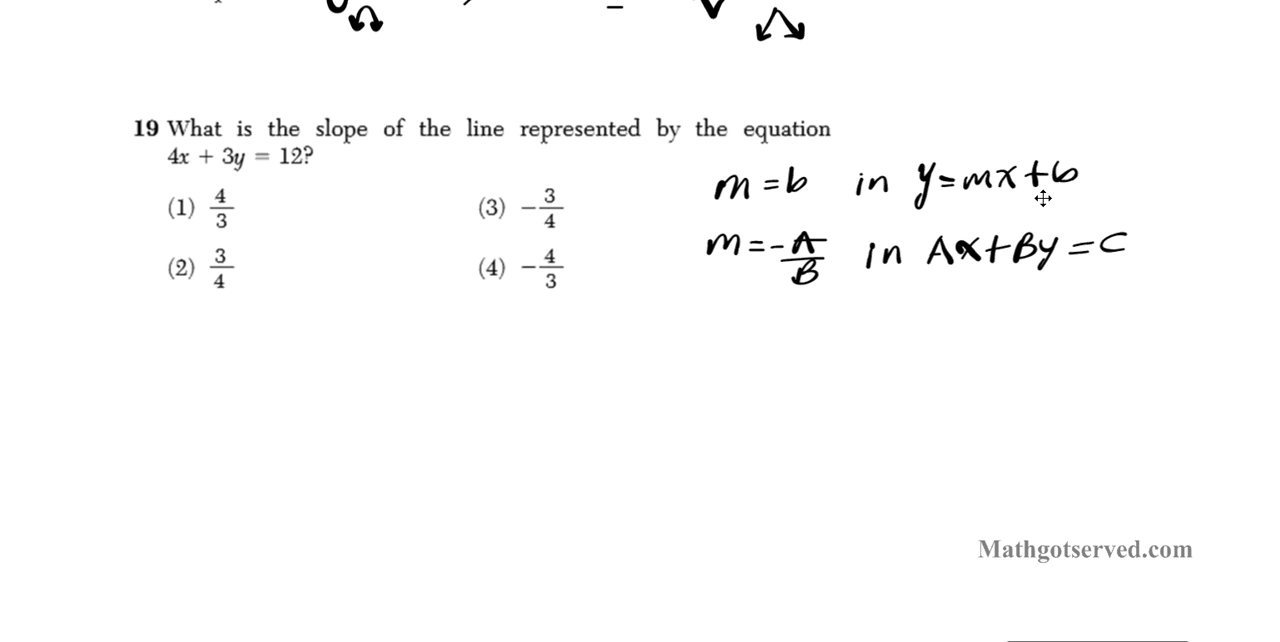 19 What is the slope of the line represented by the equation
4x + 3y = 12?
(1) 4/3
(3) -3/4
(2) 3/4
(4) -4/3
m = b in y = mx + b
m = -A/B in Ax + By = C
Mathgotserved.com